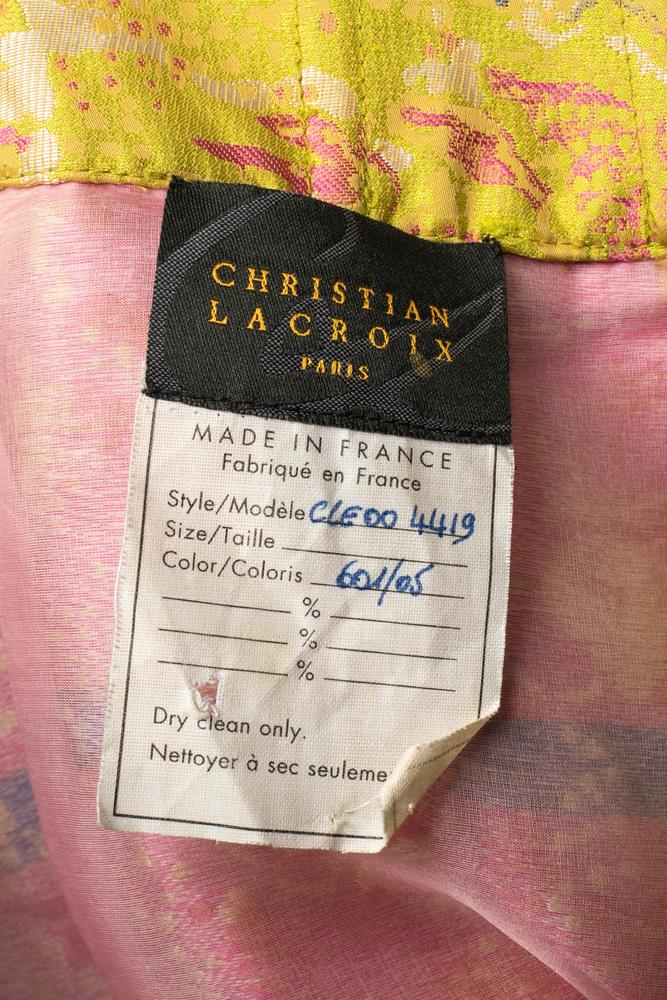 CHRISTIAN
LACROIX
PARIS
MADE IN FRANCE
Fabriqué en France
Style/Modèle CLEOO 4419
Size/Taille
Color/Coloris 601/05
%
%
%
Dry clean only.
Nettoyer à sec seuleme